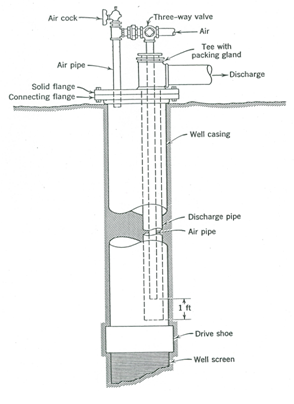 Air cock
Three-way valve
Air
Tee with
packing gland
Air pipe
Discharge
Solid flange
Connecting flange
Well casing
Discharge pipe
Air pipe
1 ft
Drive shoe
Well screen